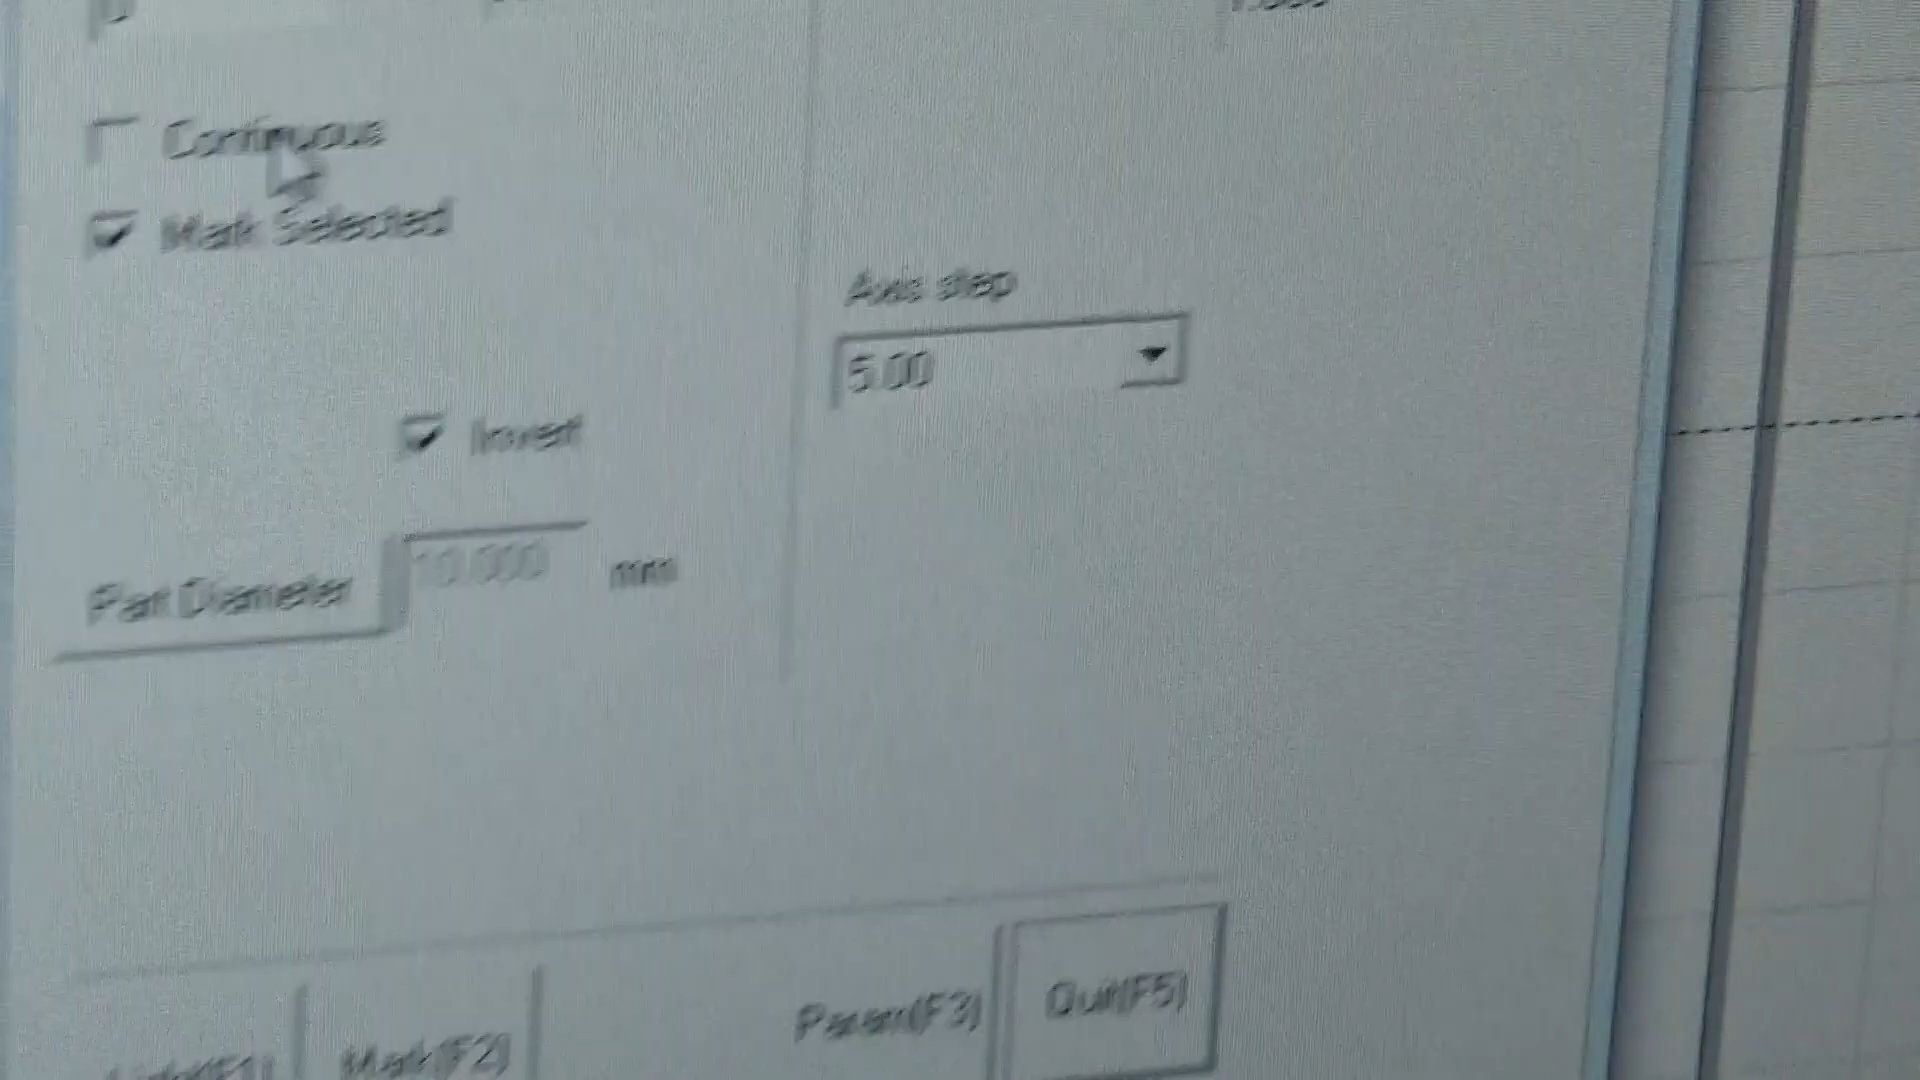 Continuous
Mark Selected
Axis step
5.00
Invert
Part Diameter
10.000 mm
Param(F3)
Quit(F5)
Mark(F2)